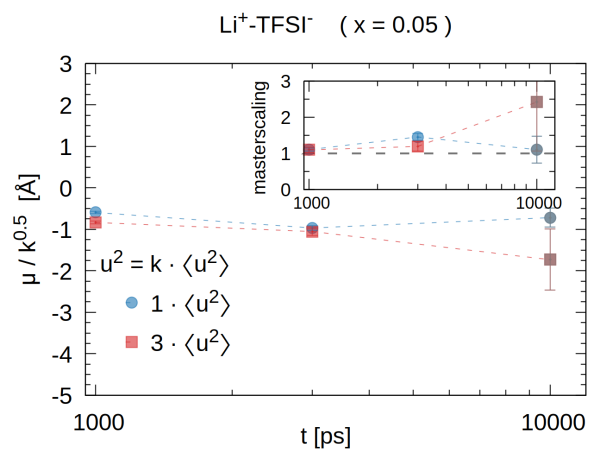 Li⁺-TFSI⁻ ( x = 0.05 )
3
2
1
0
-1
-2
-3
-4
-5
μ / k^0.5 [Å]
1000 10000
t [ps]
u² = k · ⟨u²⟩
1 · ⟨u²⟩
3 · ⟨u²⟩
masterscaling
3
2
1
0
1000 10000